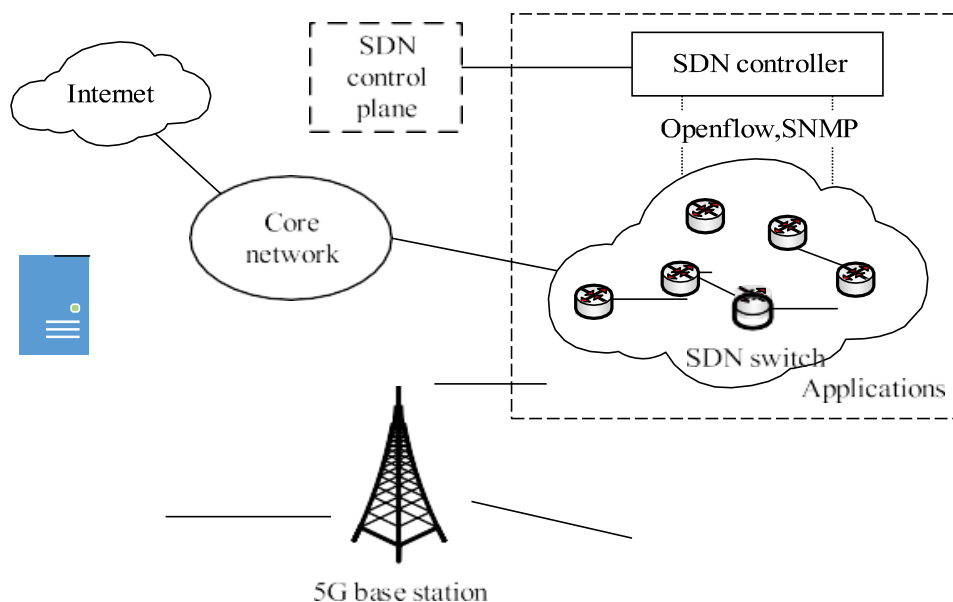 SDN
control
plane
SDN controller
Internet
Openflow,SNMP
Core
network
SDN switch
Applications
5G base station